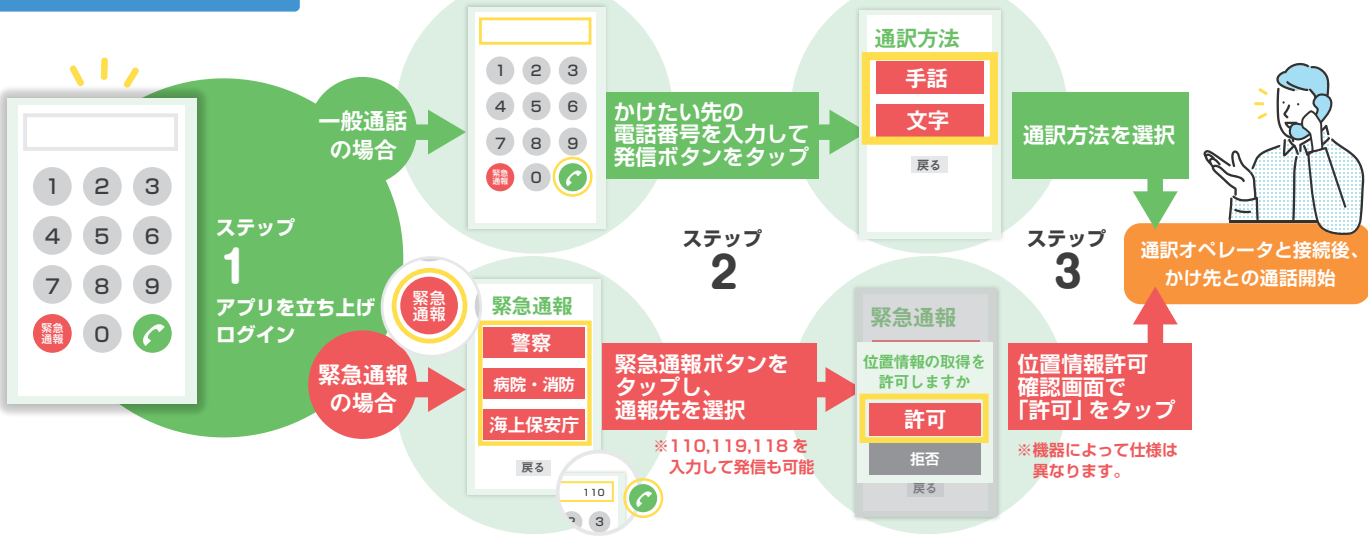 1 2 3
4 5 6
7 8 9
緊急
通報
0
ステップ
1
アプリを立ち上げ
ログイン
一般通話
の場合
1 2 3
4 5 6
7 8 9
緊急
通報
0
かけたい先の
電話番号を入力して
発信ボタンをタップ
通訳方法
手話
文字
戻る
通訳方法を選択
ステップ
2
ステップ
3
緊急通報
の場合
緊急
通報
緊急通報
警察
病院・消防
海上保安庁
戻る
110
2 3
緊急通報ボタンを
タップし、
通報先を選択
※110,119,118 を
入力して発信も可能
緊急通報
位置情報の取得を
許可しますか
許可
拒否
戻る
位置情報許可
確認画面で
「許可」をタップ
※機器によって仕様は
異なります。
通訳オペレータと接続後、
かけ先との通話開始